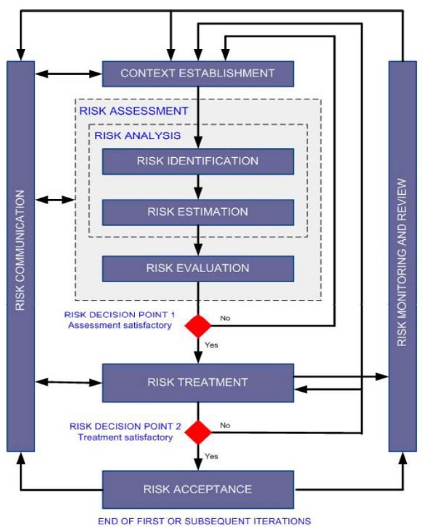 CONTEXT ESTABLISHMENT
RISK ASSESSMENT
RISK ANALYSIS
RISK IDENTIFICATION
RISK ESTIMATION
RISK EVALUATION
RISK COMMUNICATION
RISK MONITORING AND REVIEW
RISK DECISION POINT 1
Assessment satisfactory
No
Yes
RISK TREATMENT
RISK DECISION POINT 2
Treatment satisfactory
No
Yes
RISK ACCEPTANCE
END OF FIRST OR SUBSEQUENT ITERATIONS